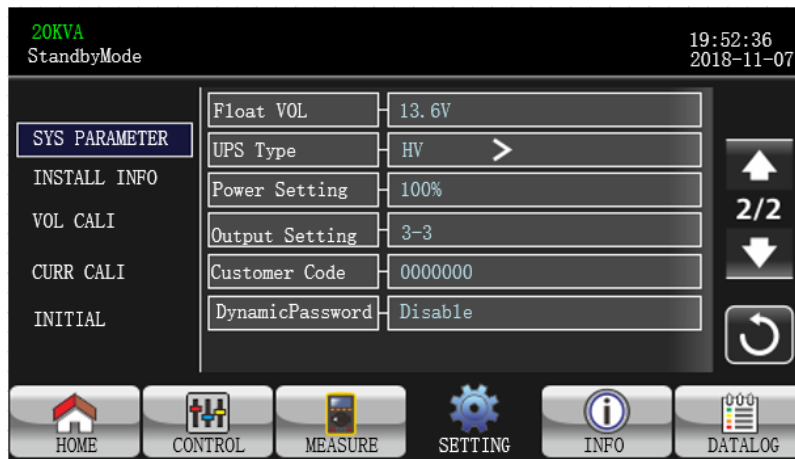 20KVA
StandbyMode
19:52:36
2018-11-07
SYS PARAMETER
INSTALL INFO
VOL CALI
CURR CALI
INITIAL
Float VOL 13.6V
UPS Type HV >
Power Setting 100%
Output Setting 3-3
Customer Code 0000000
DynamicPassword Disable
2/2
HOME CONTROL MEASURE SETTING INFO DATALOG